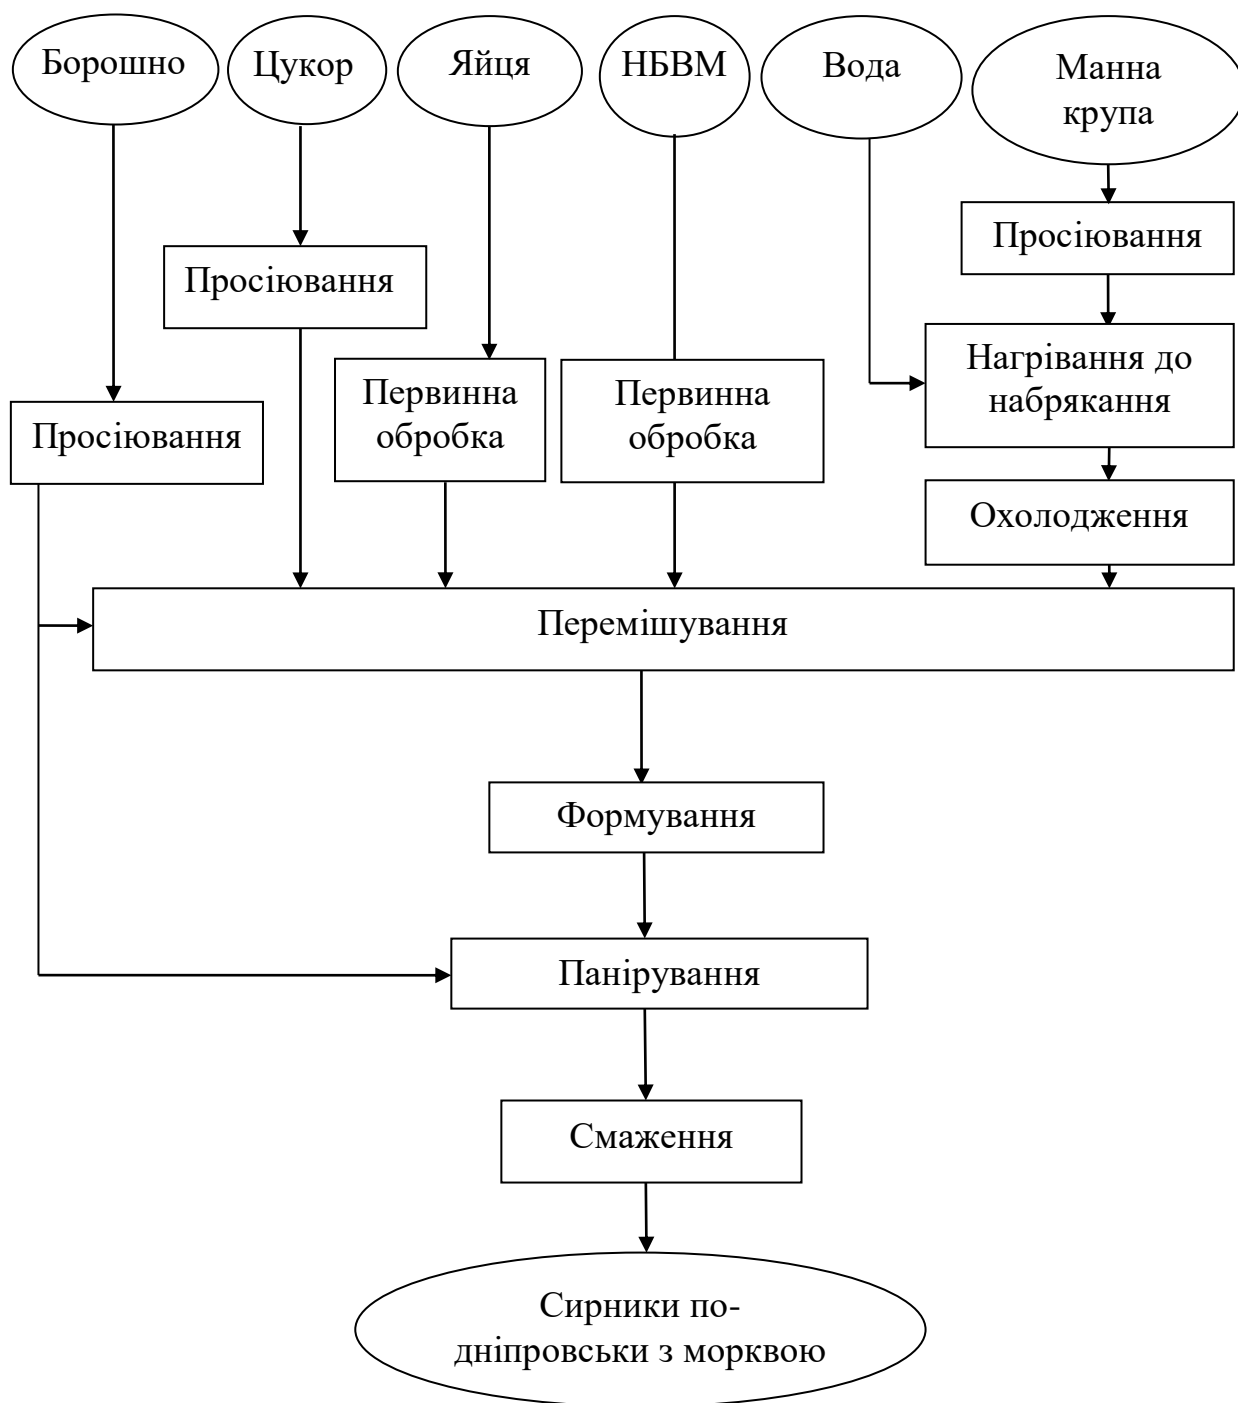 Борошно
Цукор
Яйця
НБВМ
Вода
Манна
крупа
Просіювання
Просіювання
Нагрівання до
набрякання
Первинна
обробка
Первинна
обробка
Просіювання
Охолодження
Перемішування
Формування
Панірування
Смаження
Сирники по-
дніпровськи з морквою